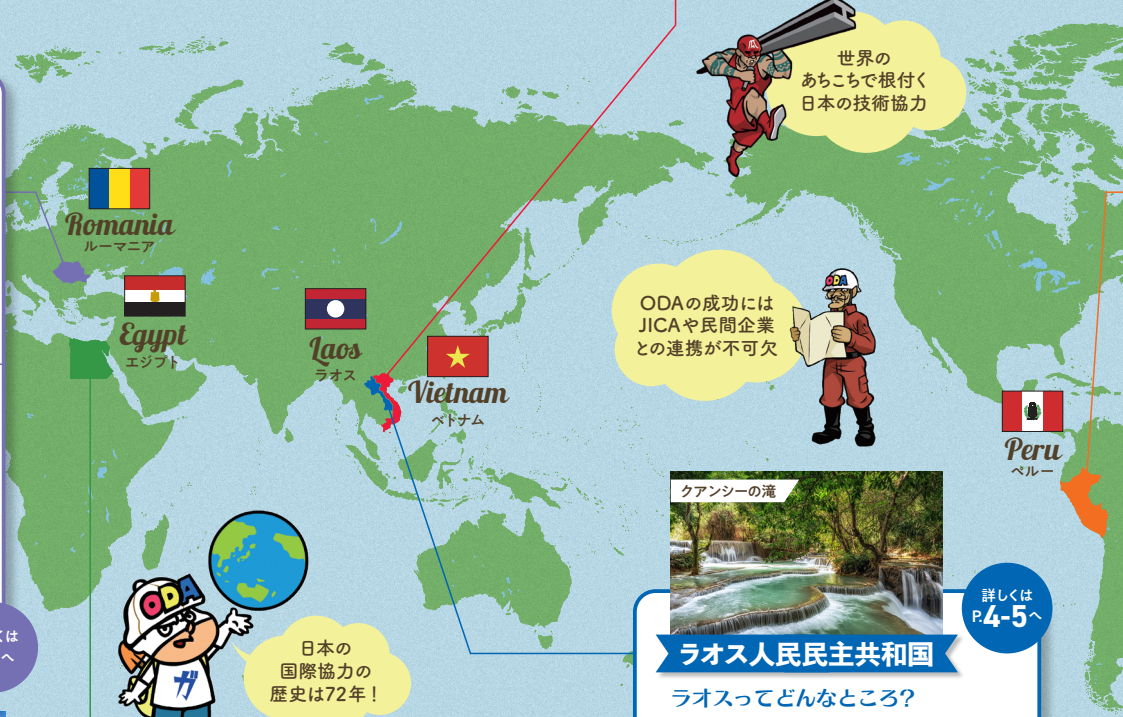 世界の
あちこちで根付く
日本の技術協力
Romania
ルーマニア
Egypt
エジプト
Laos
ラオス
Vietnam
ベトナム
ODAの成功には
JICAや民間企業
との連携が不可欠
ODA
Peru
ペルー
クアンシーの滝
詳しくは
P.4-5へ
ラオス人民民主共和国
ラオスってどんなところ?
ODA
ガ
日本の
国際協力の
歴史は72年!
くは
へ